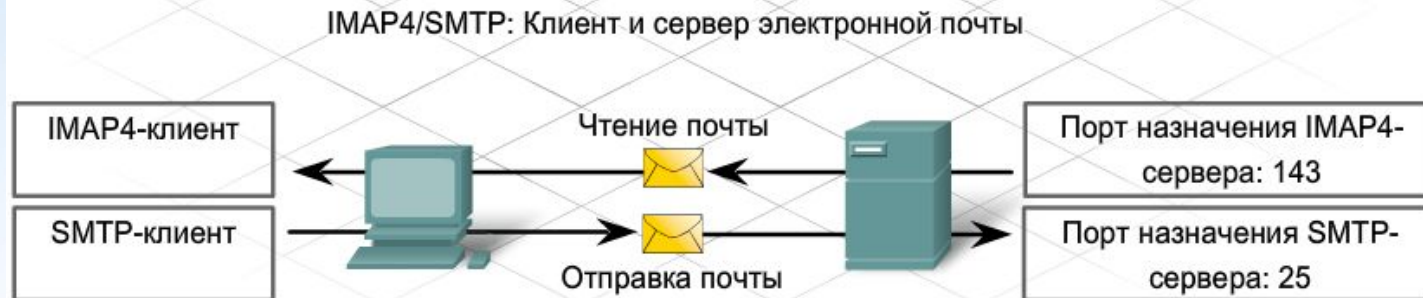 IMAP4/SMTP: Клиент и сервер электронной почты
IMAP4-клиент
Чтение почты
Порт назначения IMAP4-
сервера: 143
SMTP-клиент
Отправка почты
Порт назначения SMTP-
сервера: 25